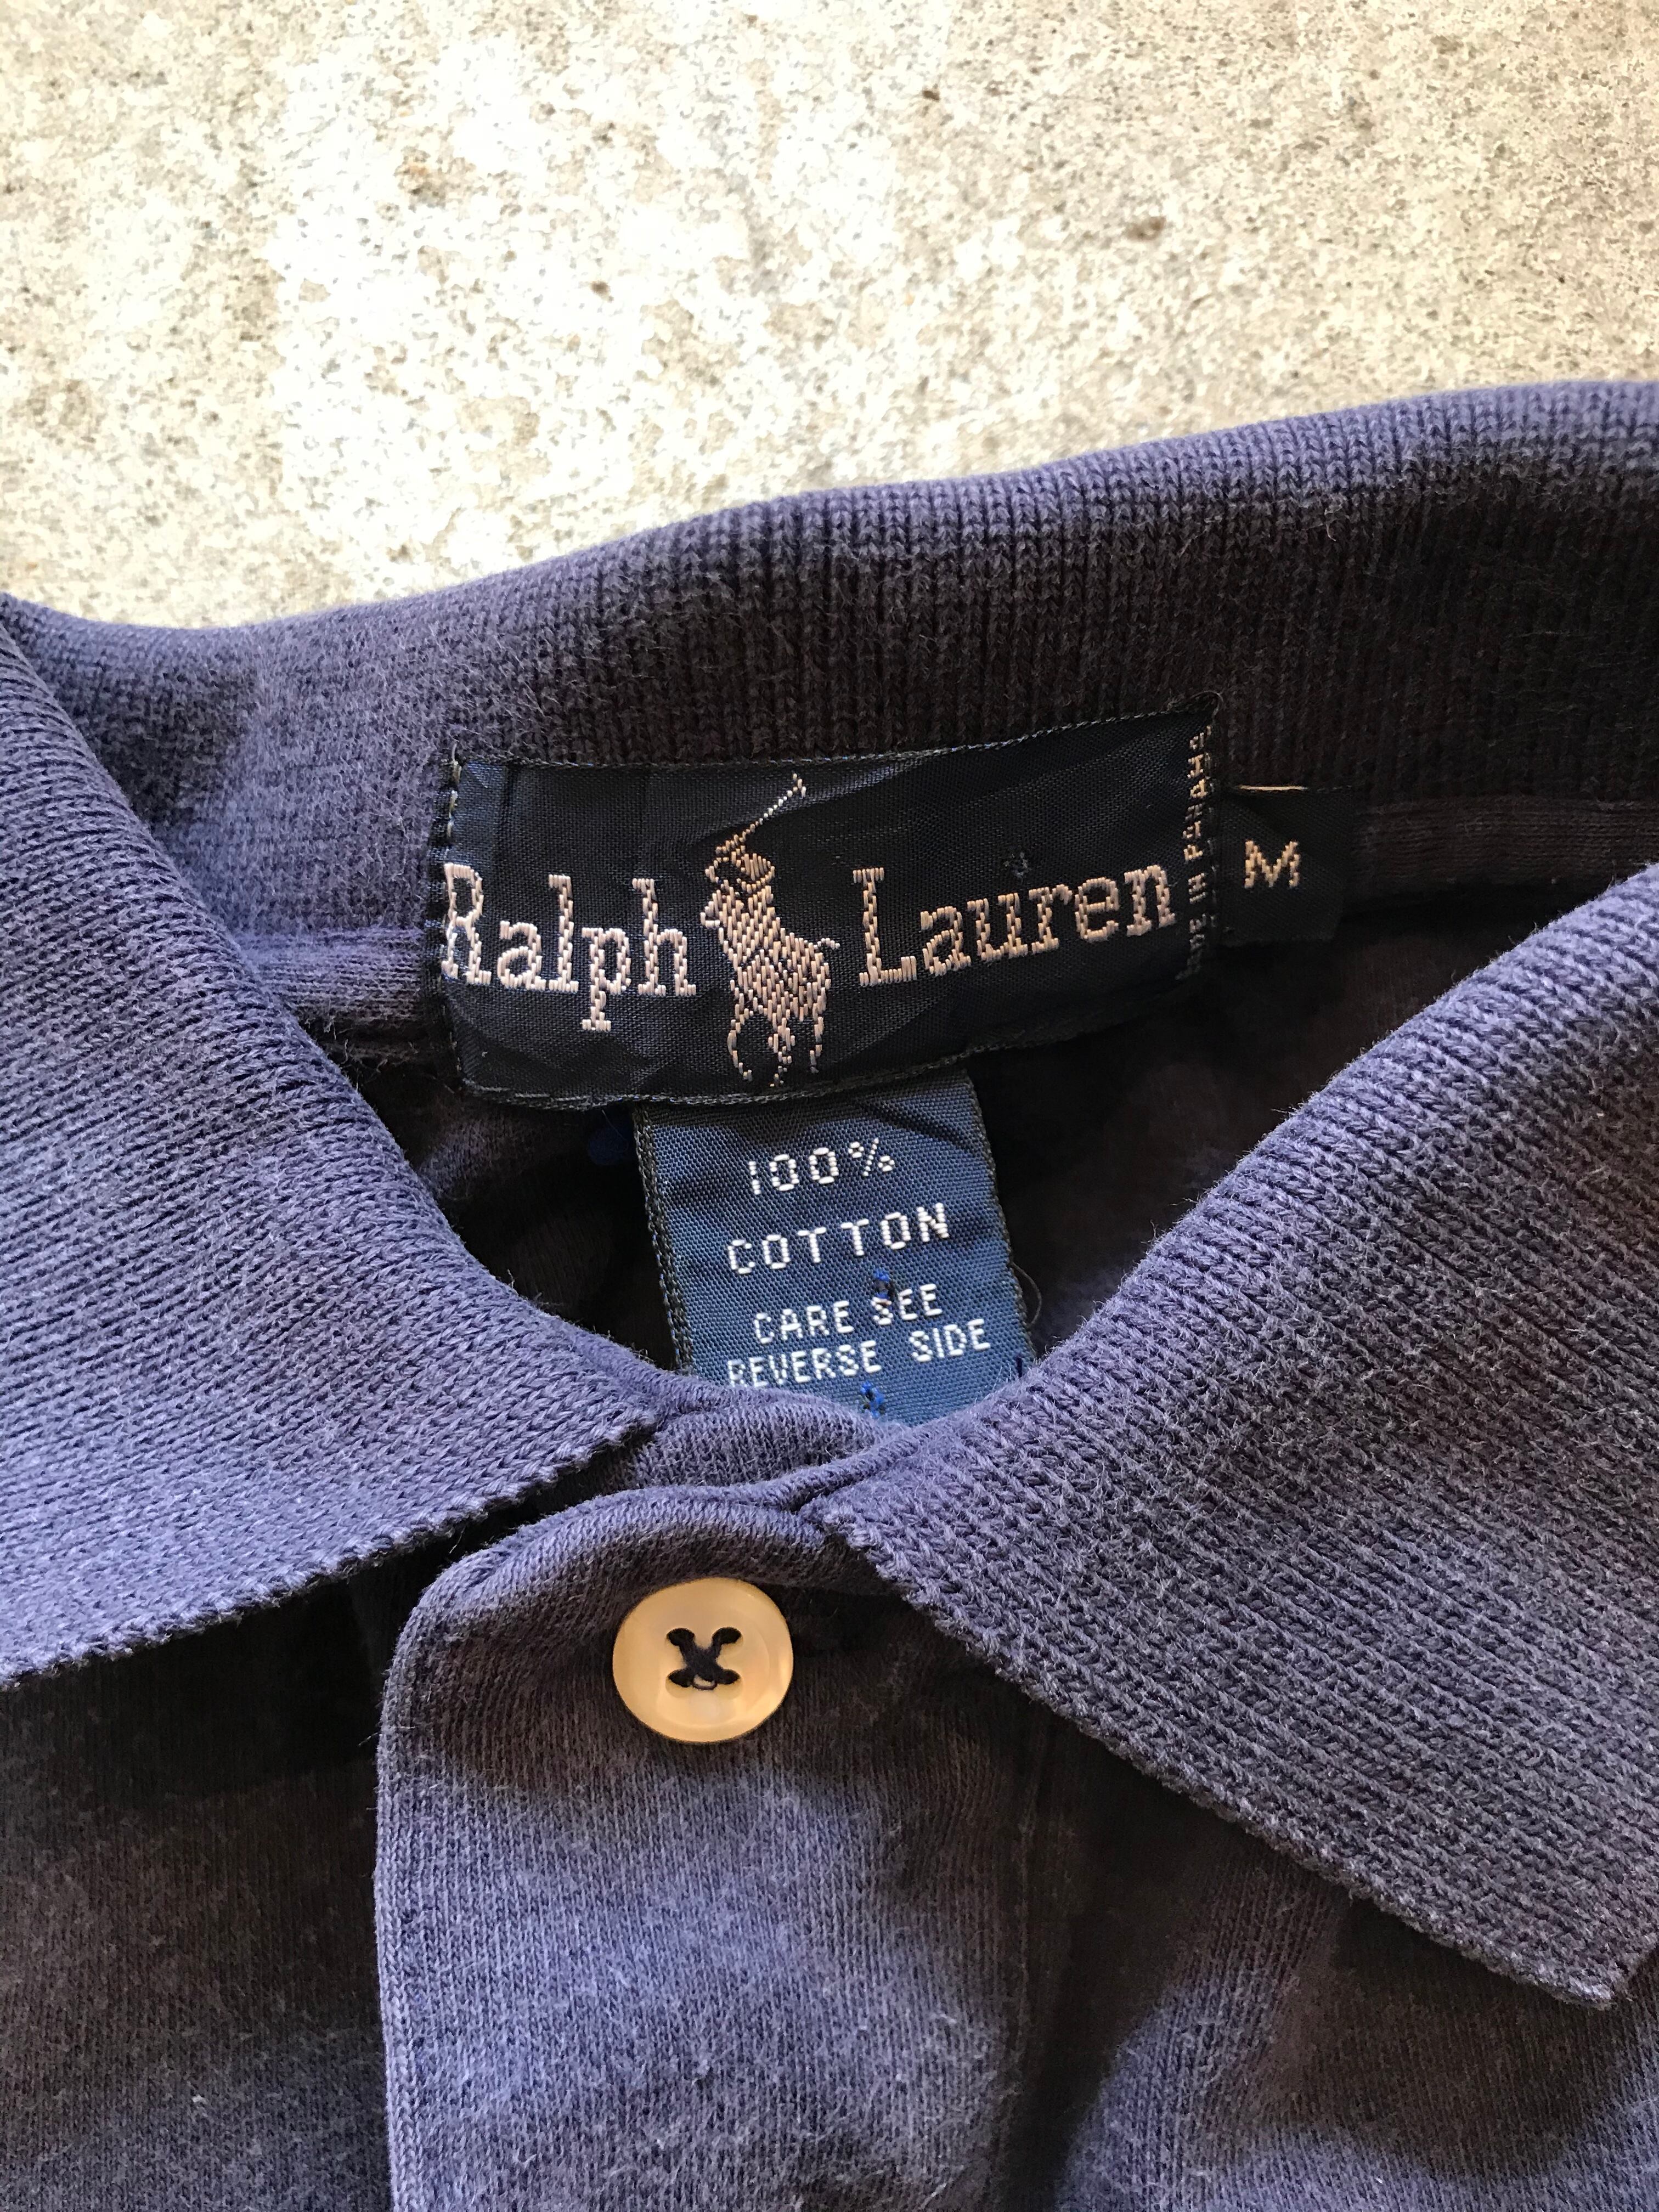 Ralph Lauren
MADE IN PANAMA
M
100%
COTTON
CARE SEE
REVERSE SIDE